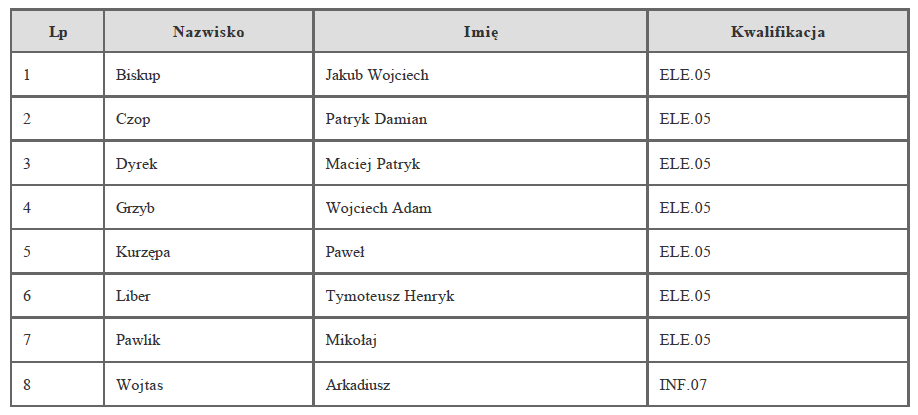 Lp Nazwisko Imię Kwalifikacja
1 Biskup Jakub Wojciech ELE.05
2 Czop Patryk Damian ELE.05
3 Dyrek Maciej Patryk ELE.05
4 Grzyb Wojciech Adam ELE.05
5 Kurzępa Paweł ELE.05
6 Liber Tymoteusz Henryk ELE.05
7 Pawlik Mikołaj ELE.05
8 Wojtas Arkadiusz INF.07